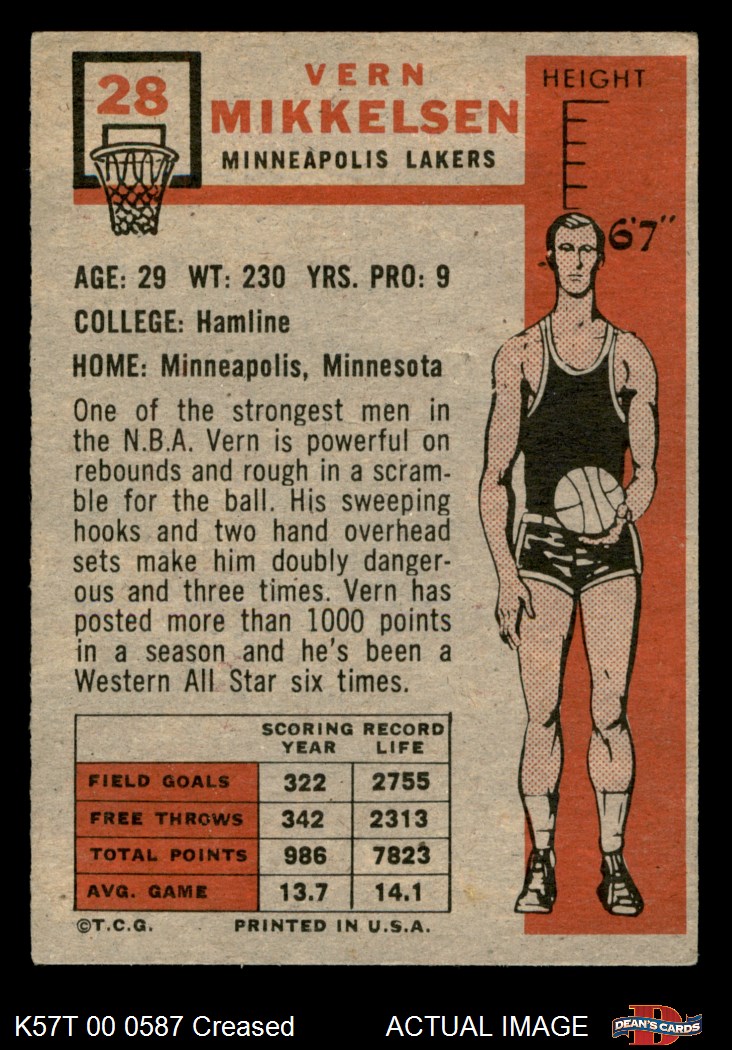 28
VERN
MIKKELSEN
MINNEAPOLIS LAKERS
HEIGHT
6'7"
AGE: 29 WT: 230 YRS. PRO: 9
COLLEGE: Hamline
HOME: Minneapolis, Minnesota
One of the strongest men in
the N.B.A. Vern is powerful on
rebounds and rough in a scram-
ble for the ball. His sweeping
hooks and two hand overhead
sets make him doubly danger-
ous and three times. Vern has
posted more than 1000 points
in a season and he's been a
Western All Star six times.
SCORING RECORD
YEAR LIFE
FIELD GOALS 322 2755
FREE THROWS 342 2313
TOTAL POINTS 986 7823
AVG. GAME 13.7 14.1
©T.C.G. PRINTED IN U.S.A.
K57T 00 0587 Creased ACTUAL IMAGE
D
DEAN'S CARDS